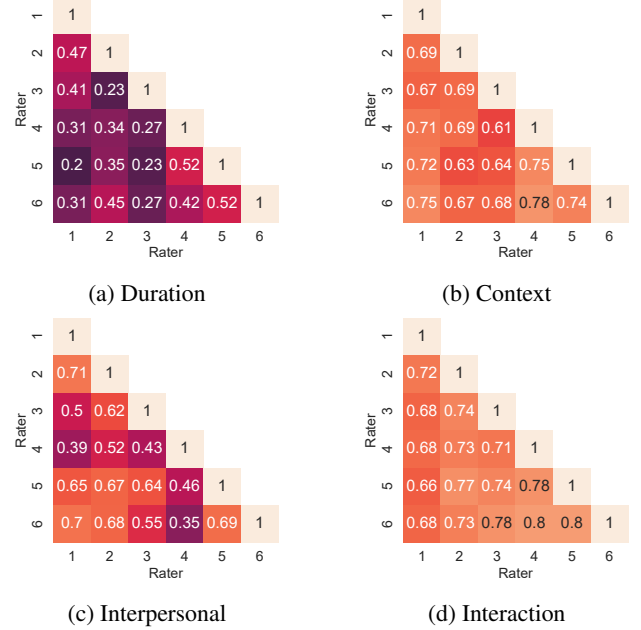 1 1 1 1
2 0.47 1 2 0.69 1
3 0.41 0.23 1 3 0.67 0.69 1
Rater Rater
4 0.31 0.34 0.27 1 4 0.71 0.69 0.61 1
5 0.2 0.35 0.23 0.52 1 5 0.72 0.63 0.64 0.75 1
6 0.31 0.45 0.27 0.42 0.52 1 6 0.75 0.67 0.68 0.78 0.74 1
1 2 3 4 5 6 1 2 3 4 5 6
Rater Rater
(a) Duration (b) Context
1 1 1 1
2 0.71 1 2 0.72 1
3 0.5 0.62 1 3 0.68 0.74 1
Rater Rater
4 0.39 0.52 0.43 1 4 0.68 0.73 0.71 1
5 0.65 0.67 0.64 0.46 1 5 0.66 0.77 0.74 0.78 1
6 0.7 0.68 0.55 0.35 0.69 1 6 0.68 0.73 0.78 0.8 0.8 1
1 2 3 4 5 6 1 2 3 4 5 6
Rater Rater
(c) Interpersonal (d) Interaction